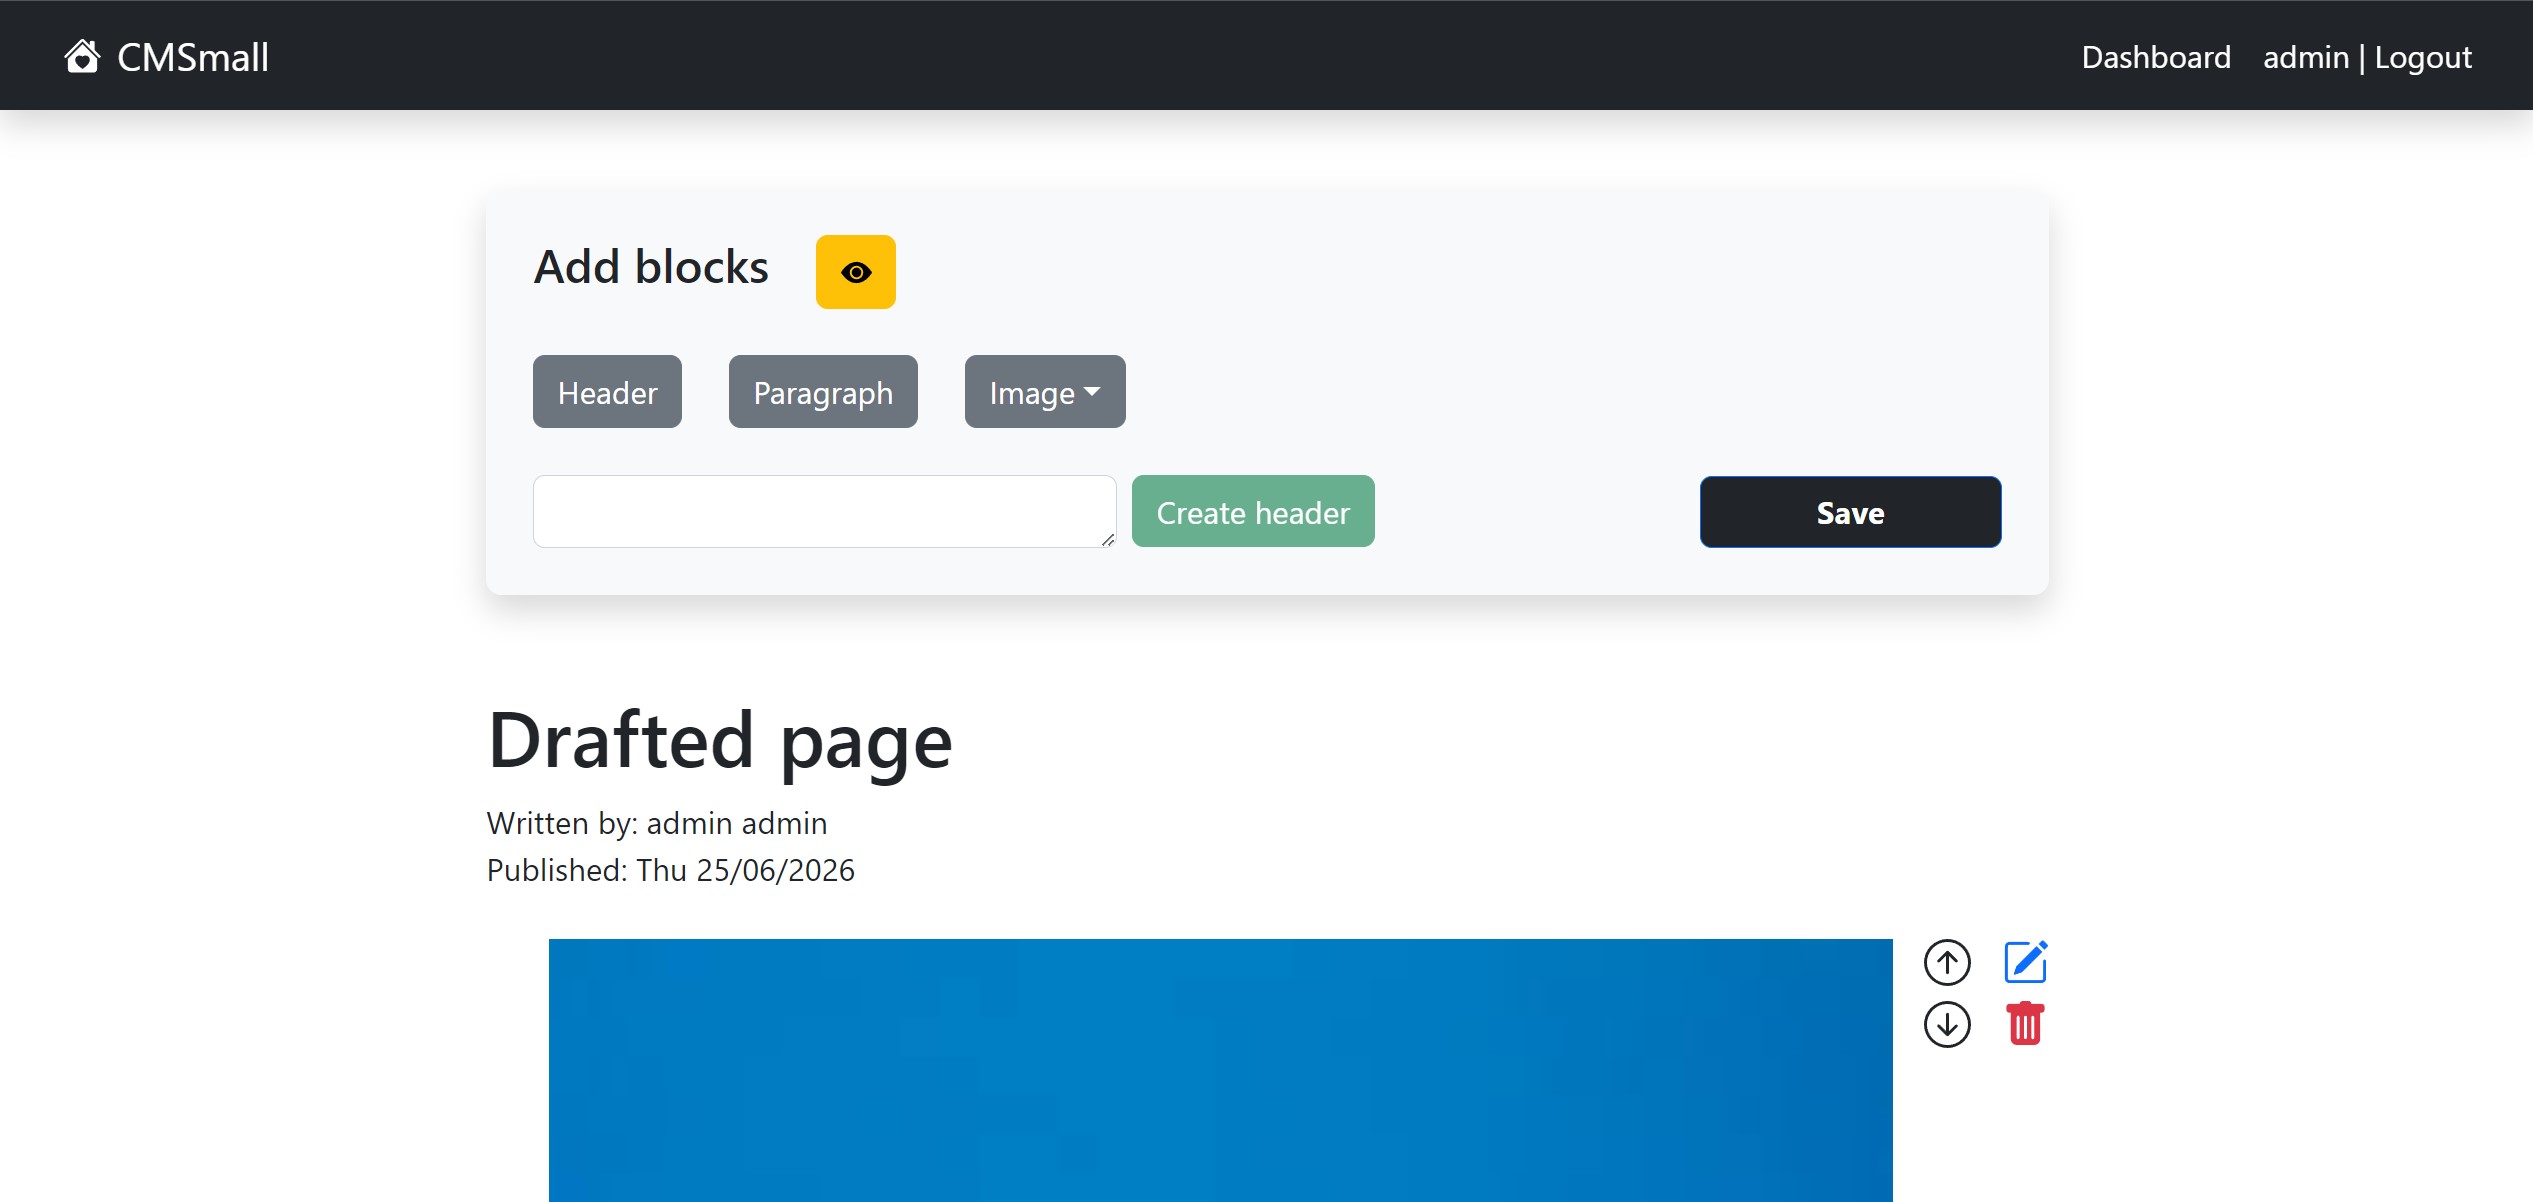 CMSmall
Dashboard admin | Logout
Add blocks
Header Paragraph Image
Create header Save
Drafted page
Written by: admin admin
Published: Thu 25/06/2026